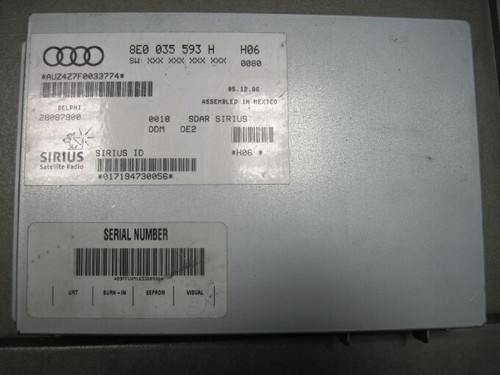 8E0 035 593 H H06
SW: XXX XXX XXX XXX 0080
*AUZ4Z7F0033774*
05.12.06
ASSEMBLED IN MEXICO
DELPHI
28087900
0018 SDAR SIRIUS
DDM DE2
SIRIUS
Satellite Radio
SIRIUS ID
*H06 *
*017194730056*
SERIAL NUMBER
URT BURN-IN EEPROM VISUAL